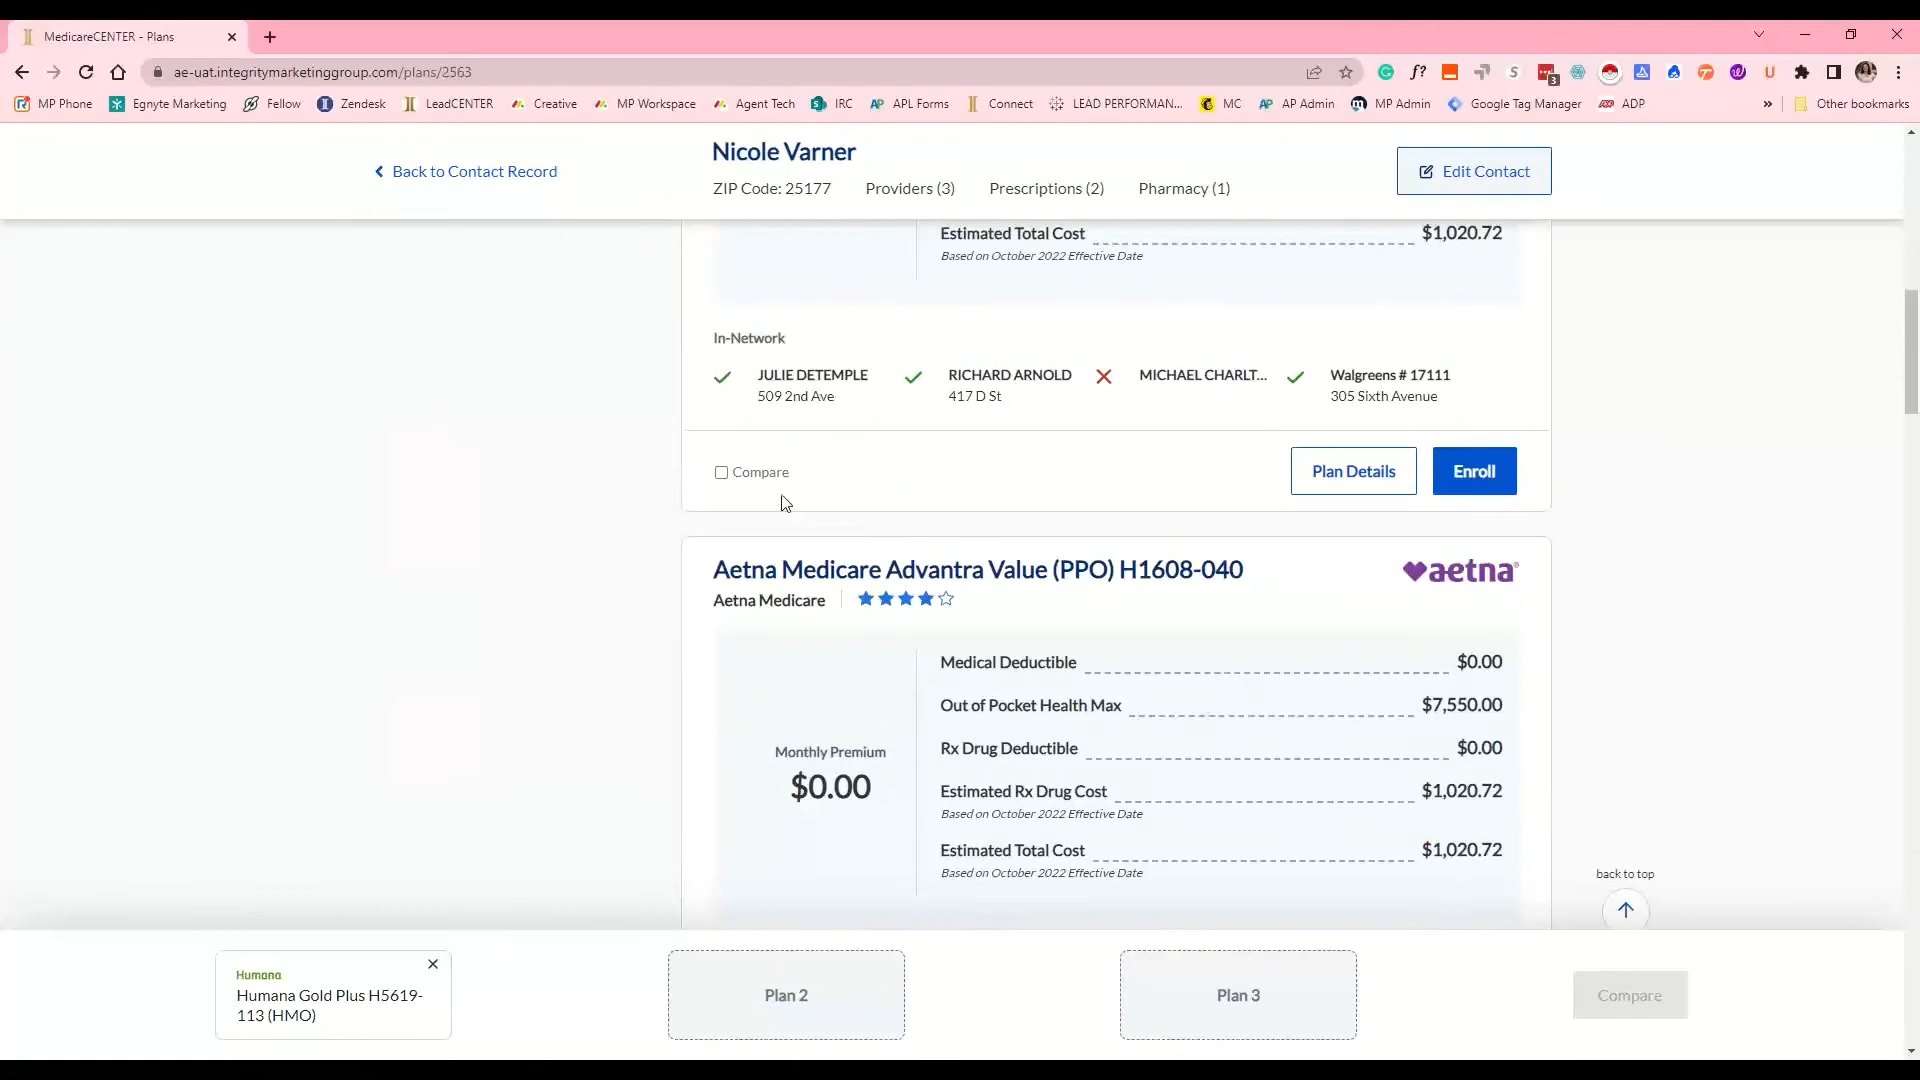 MedicareCENTER - Plans
ae-uat.integritymarketinggroup.com/plans/2563
MP Phone
Egnyte Marketing
Fellow
Zendesk
LeadCENTER
Creative
MP Workspace
Agent Tech
IRC
APL Forms
Connect
LEAD PERFORMAN...
MC
AP Admin
MP Admin
Google Tag Manager
ADP
Other bookmarks
Back to Contact Record
Nicole Varner
ZIP Code: 25177 Providers (3) Prescriptions (2) Pharmacy (1)
Edit Contact
Estimated Total Cost $1,020.72
Based on October 2022 Effective Date
In-Network
JULIE DETEMPLE
509 2nd Ave
RICHARD ARNOLD
417 D St
MICHAEL CHARLT...
Walgreens # 17111
305 Sixth Avenue
Compare
Plan Details
Enroll
Aetna Medicare Advantra Value (PPO) H1608-040
aetna
Aetna Medicare
Monthly Premium
$0.00
Medical Deductible $0.00
Out of Pocket Health Max $7,550.00
Rx Drug Deductible $0.00
Estimated Rx Drug Cost $1,020.72
Based on October 2022 Effective Date
Estimated Total Cost $1,020.72
Based on October 2022 Effective Date
back to top
Humana
Humana Gold Plus H5619-
113 (HMO)
Plan 2
Plan 3
Compare